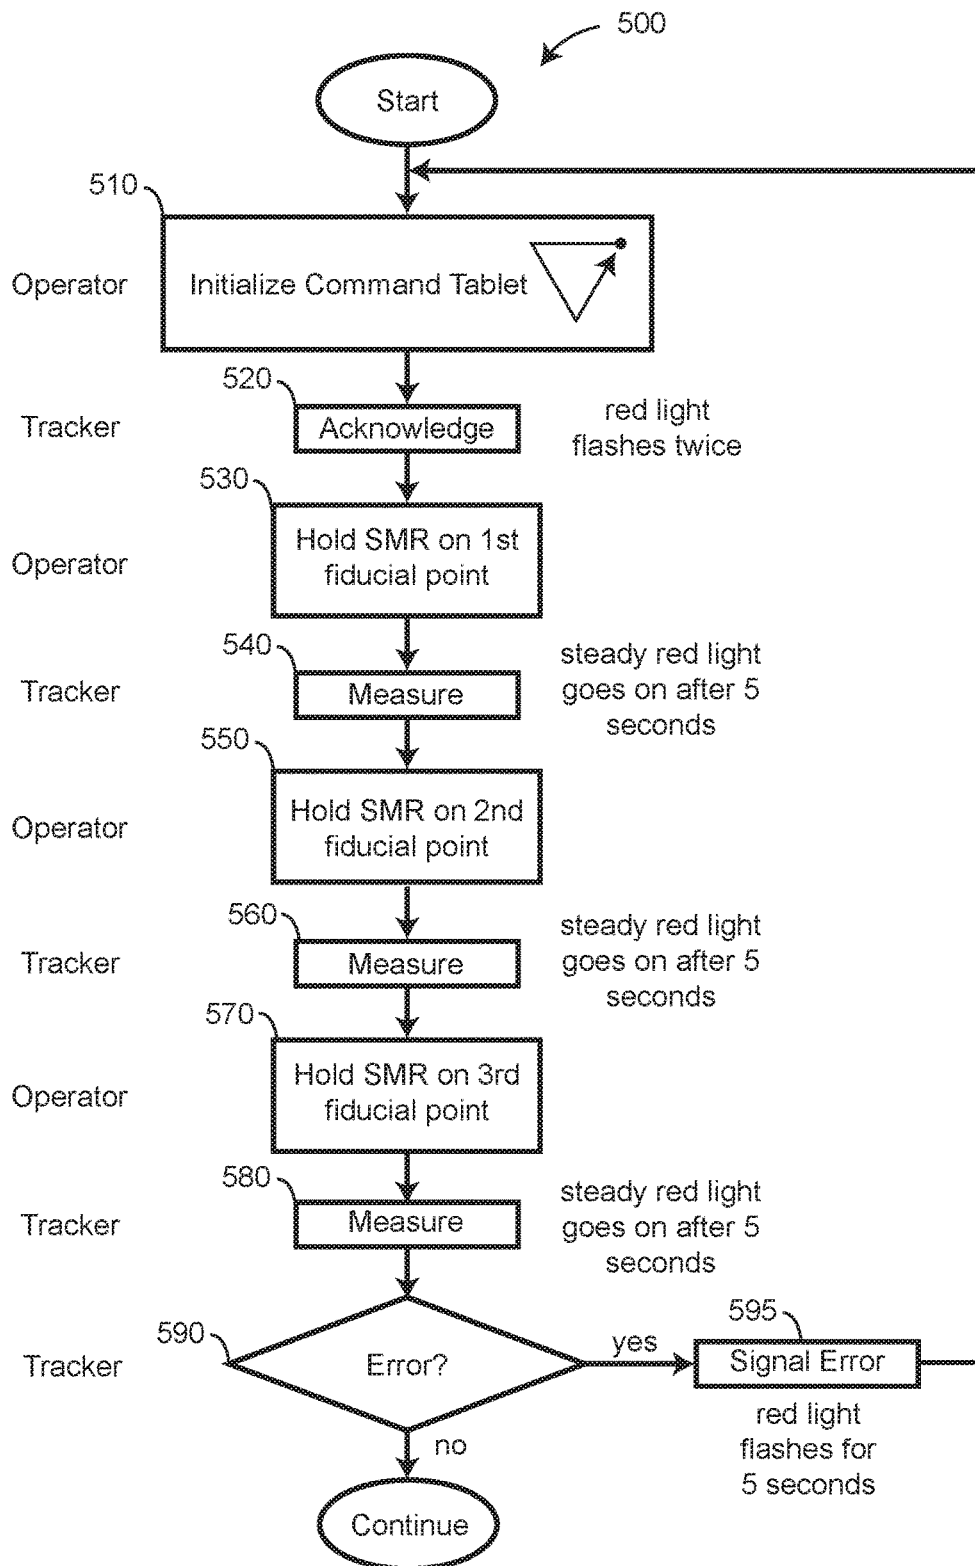 500
Start
510
Operator
Initialize Command Tablet
520
Tracker
Acknowledge
red light
flashes twice
530
Operator
Hold SMR on 1st
fiducial point
540
Tracker
Measure
steady red light
goes on after 5
seconds
550
Operator
Hold SMR on 2nd
fiducial point
560
Tracker
Measure
steady red light
goes on after 5
seconds
570
Operator
Hold SMR on 3rd
fiducial point
580
Tracker
Measure
steady red light
goes on after 5
seconds
590
Tracker
Error?
yes
595
Signal Error
red light
flashes for
5 seconds
no
Continue